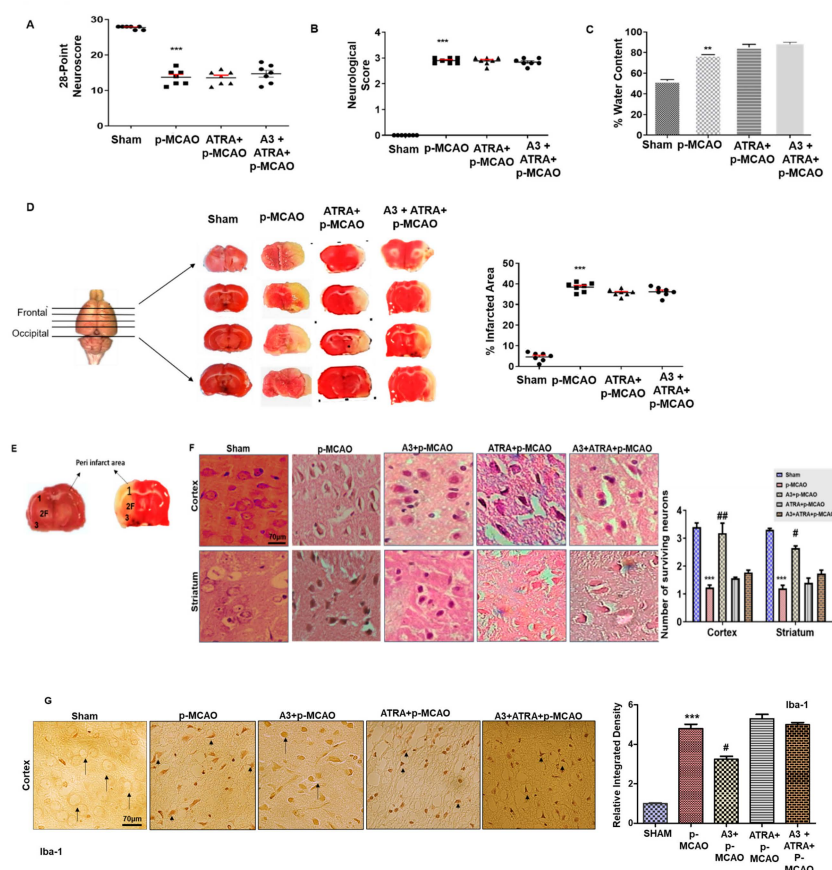 A
28-Point
Neuroscore
30
20
10
0
***
Sham
p-MCAO
ATRA+
p-MCAO
A3 +
ATRA+
p-MCAO
B
Neurological
Score
4
3
2
1
0
***
Sham
p-MCAO
ATRA+
p-MCAO
A3 +
ATRA+
p-MCAO
C
% Water Content
100
80
60
40
20
0
**
Sham
p-MCAO
ATRA+
p-MCAO
A3 +
ATRA+
p-MCAO
D
Frontal
Occipital
Sham
p-MCAO
ATRA+
p-MCAO
A3 + ATRA+
p-MCAO
% Infarcted Area
50
40
30
20
10
0
***
Sham
p-MCAO
ATRA+
p-MCAO
A3 +
ATRA+
p-MCAO
E
Peri infarct area
1
2F
3
1
2F
3
F
Sham
p-MCAO
A3+p-MCAO
ATRA+p-MCAO
A3+ATRA+p-MCAO
Cortex
70µm
Striatum
Sham
p-MCAO
A3+p-MCAO
ATRA+p-MCAO
A3+ATRA+p-MCAO
Number of surviving neurons
4
3
2
1
0
***
##
***
#
Cortex
Striatum
G
Sham
p-MCAO
A3+p-MCAO
ATRA+p-MCAO
A3+ATRA+p-MCAO
Cortex
70µm
Iba-1
Iba-1
Relative Integrated Density
6
4
2
0
***
#
SHAM
p-
MCAO
A3+
p-
MCAO
ATRA+
p-
MCAO
A3 +
ATRA+
P-
MCAO